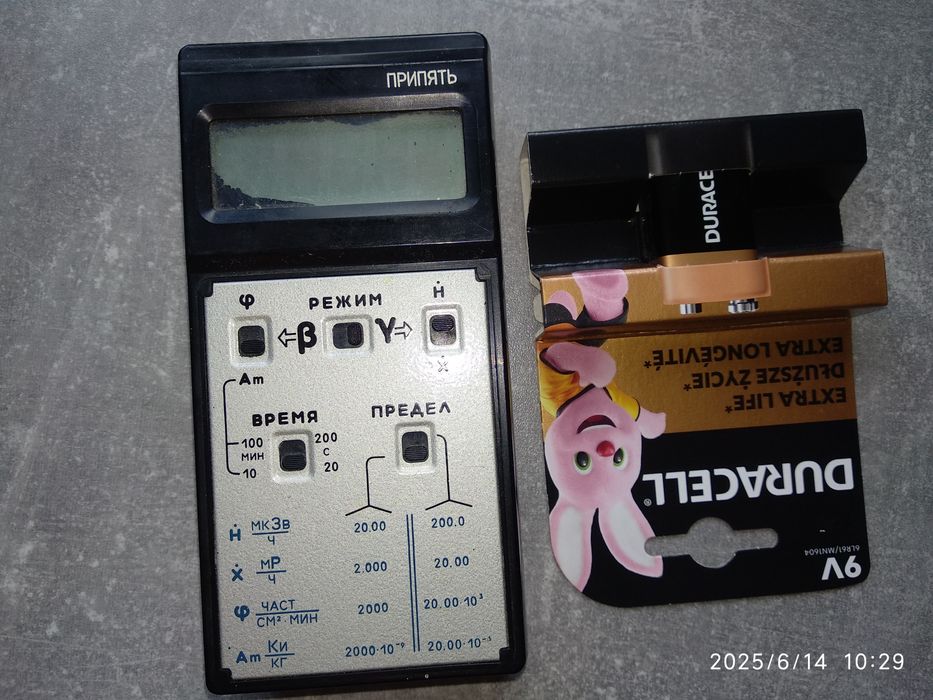 ПРИПЯТЬ
φ РЕЖИМ Ḣ
⇦β γ⇨
Ẋ
Am
ВРЕМЯ ПРЕДЕЛ
100 200
МИН С
10 20
Ḣ мкЗв/ч 20.00 200.0
Ẋ мР/ч 2.000 20.00
φ ЧАСТ/СМ²·МИН 2000 20.00·10³
Am Ки/КГ 2000·10⁻⁹ 20.00·10⁻³
DURACE
EXTRA LIFE*
DŁUŻSZE ŻYCIE*
EXTRA LONGÉVITÉ*
DURACELL®
6LR61/MN1604
9V
2025/6/14 10:29